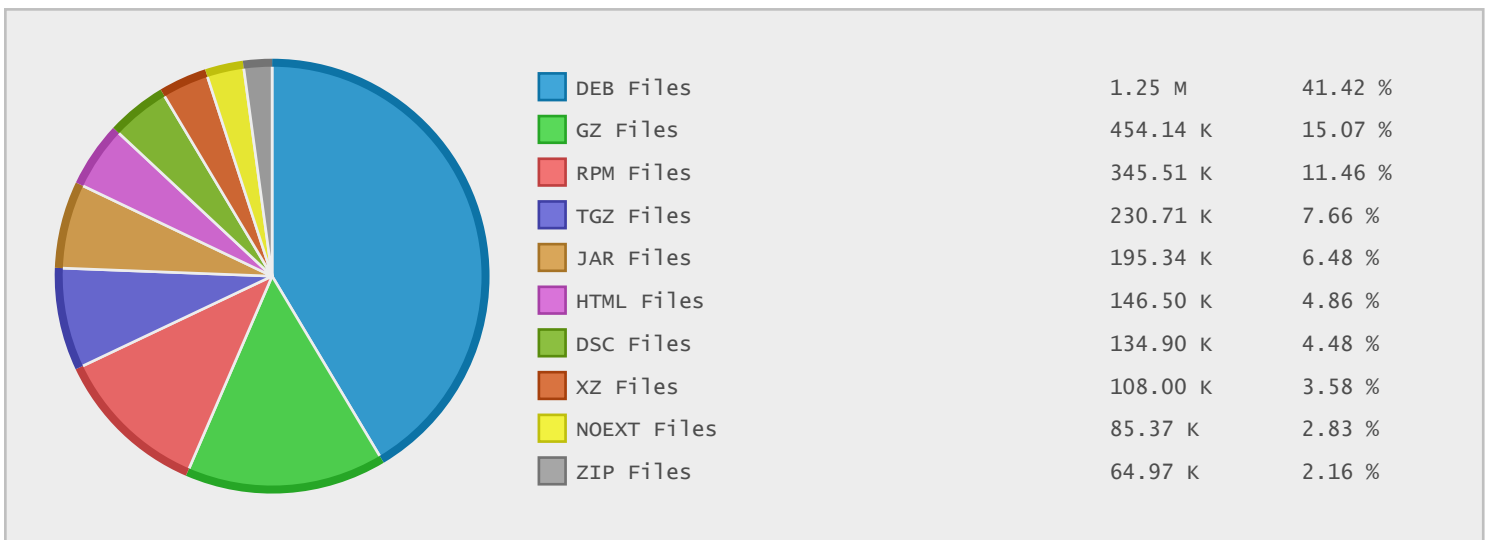 DEB Files 1.25 M 41.42 %
GZ Files 454.14 K 15.07 %
RPM Files 345.51 K 11.46 %
TGZ Files 230.71 K 7.66 %
JAR Files 195.34 K 6.48 %
HTML Files 146.50 K 4.86 %
DSC Files 134.90 K 4.48 %
XZ Files 108.00 K 3.58 %
NOEXT Files 85.37 K 2.83 %
ZIP Files 64.97 K 2.16 %